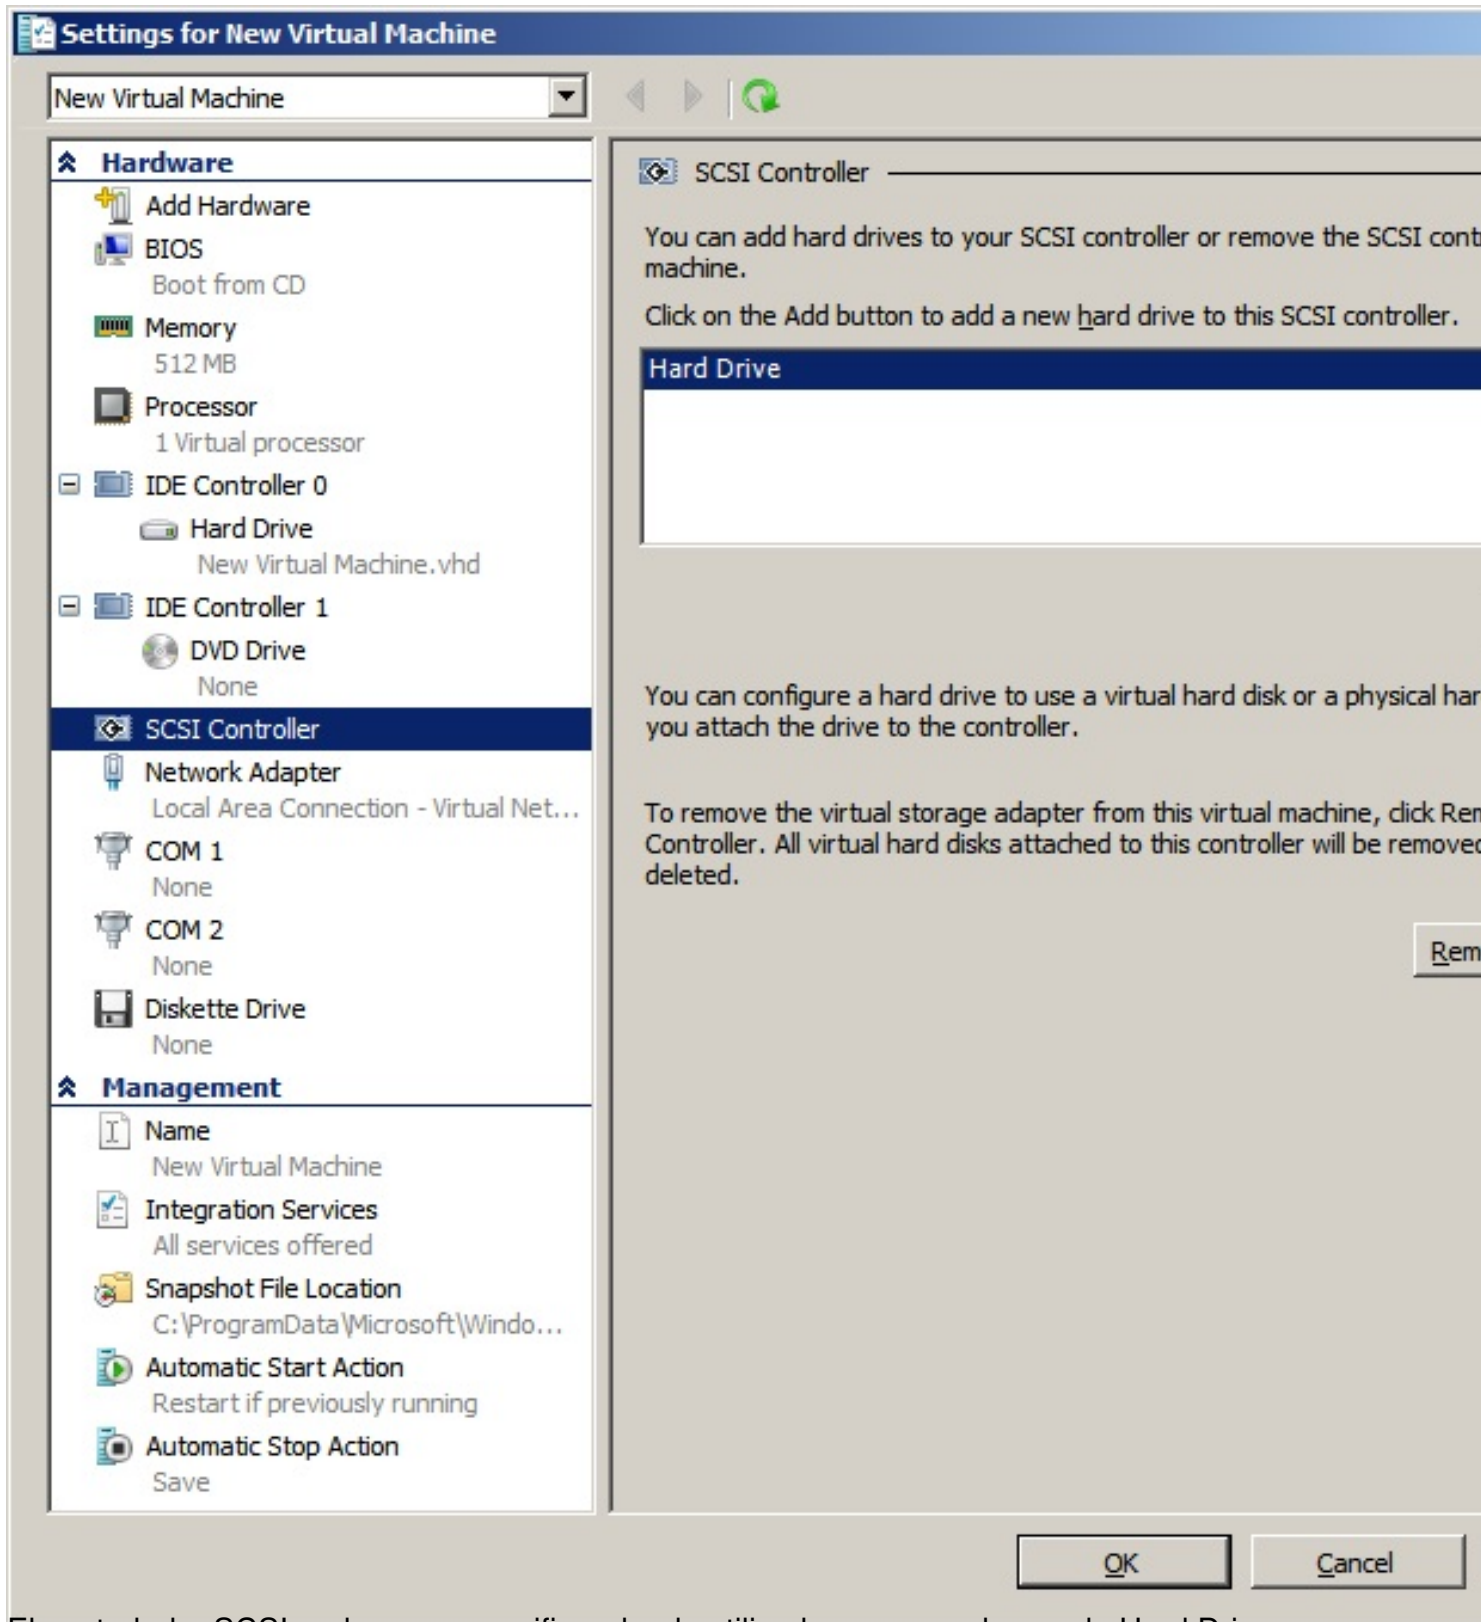 Settings for New Virtual Machine
New Virtual Machine
Hardware
Add Hardware
BIOS
Boot from CD
Memory
512 MB
Processor
1 Virtual processor
IDE Controller 0
Hard Drive
New Virtual Machine.vhd
IDE Controller 1
DVD Drive
None
SCSI Controller
Network Adapter
Local Area Connection - Virtual Net...
COM 1
None
COM 2
None
Diskette Drive
None
Management
Name
New Virtual Machine
Integration Services
All services offered
Snapshot File Location
C:\ProgramData\Microsoft\Windo...
Automatic Start Action
Restart if previously running
Automatic Stop Action
Save
SCSI Controller
You can add hard drives to your SCSI controller or remove the SCSI
machine.
Click on the Add button to add a new hard drive to this SCSI controller.
Hard Drive
You can configure a hard drive to use a virtual hard disk or a physical
you attach the drive to the controller.
To remove the virtual storage adapter from this virtual machine, click
Controller. All virtual hard disks attached to this controller will be removed
deleted.
OK
Cancel